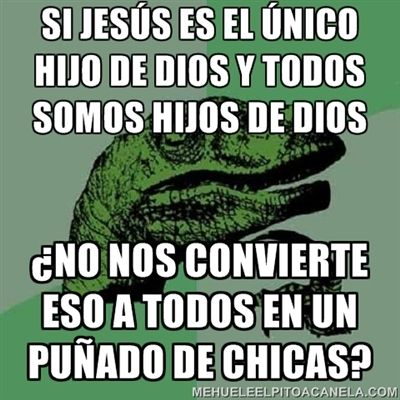 SI JESÚS ES EL ÚNICO
HIJO DE DIOS Y TODOS
SOMOS HIJOS DE DIOS
¿NO NOS CONVIERTE
ESO A TODOS EN UN
PUÑADO DE CHICAS?
MEHUELEELPITOACANELA.COM